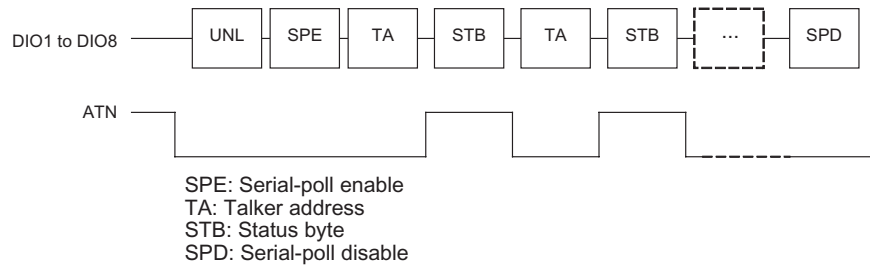 DIO1 to DIO8 UNL SPE TA STB TA STB ... SPD
ATN
SPE: Serial-poll enable
TA: Talker address
STB: Status byte
SPD: Serial-poll disable